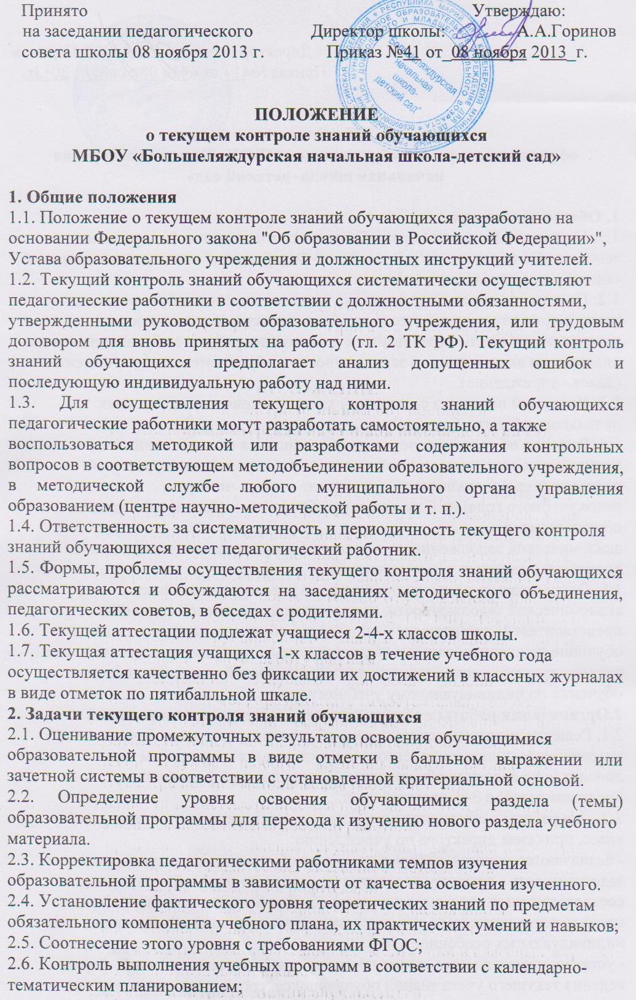 Принято Утверждаю:
на заседании педагогического Директор школы: А.А.Горинов
совета школы 08 ноября 2013 г. Приказ №41 от_08 ноября 2013_г.
Большеляждурская
начальная
школа-
детский сад"
ПОЛОЖЕНИЕ
о текущем контроле знаний обучающихся
МБОУ «Большеляждурская начальная школа-детский сад»
1. Общие положения
1.1. Положение о текущем контроле знаний обучающихся разработано на
основании Федерального закона "Об образовании в Российской Федерации»",
Устава образовательного учреждения и должностных инструкций учителей.
1.2. Текущий контроль знаний обучающихся систематически осуществляют
педагогические работники в соответствии с должностными обязанностями,
утвержденными руководством образовательного учреждения, или трудовым
договором для вновь принятых на работу (гл. 2 ТК РФ). Текущий контроль
знаний обучающихся предполагает анализ допущенных ошибок и
последующую индивидуальную работу над ними.
1.3. Для осуществления текущего контроля знаний обучающихся
педагогические работники могут разработать самостоятельно, а также
воспользоваться методикой или разработками содержания контрольных
вопросов в соответствующем методобъединении образовательного учреждения,
в методической службе любого муниципального органа управления
образованием (центре научно-методической работы и т. п.).
1.4. Ответственность за систематичность и периодичность текущего контроля
знаний обучающихся несет педагогический работник.
1.5. Формы, проблемы осуществления текущего контроля знаний обучающихся
рассматриваются и обсуждаются на заседаниях методического объединения,
педагогических советов, в беседах с родителями.
1.6. Текущей аттестации подлежат учащиеся 2-4-х классов школы.
1.7. Текущая аттестация учащихся 1-х классов в течение учебного года
осуществляется качественно без фиксации их достижений в классных журналах
в виде отметок по пятибалльной шкале.
2. Задачи текущего контроля знаний обучающихся
2.1. Оценивание промежуточных результатов освоения обучающимися
образовательной программы в виде отметки в балльном выражении или
зачетной системы в соответствии с установленной критериальной основой.
2.2. Определение уровня освоения обучающимися раздела (темы)
образовательной программы для перехода к изучению нового раздела учебного
материала.
2.3. Корректировка педагогическими работниками темпов изучения
образовательной программы в зависимости от качества освоения изученного.
2.4. Установление фактического уровня теоретических знаний по предметам
обязательного компонента учебного плана, их практических умений и навыков;
2.5. Соотнесение этого уровня с требованиями ФГОС;
2.6. Контроль выполнения учебных программ в соответствии с календарно-
тематическим планированием;